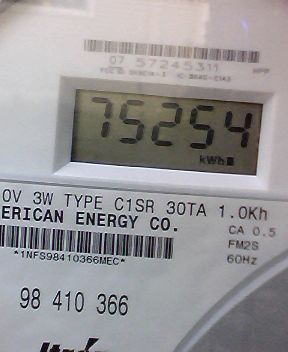 07 57245311
75254
kWh
0V 3W TYPE C1SR 30TA 1.0Kh
ERICAN ENERGY CO.
CA 0.5
FM2S
60Hz
*1NFS98410366MEC*
98 410 366